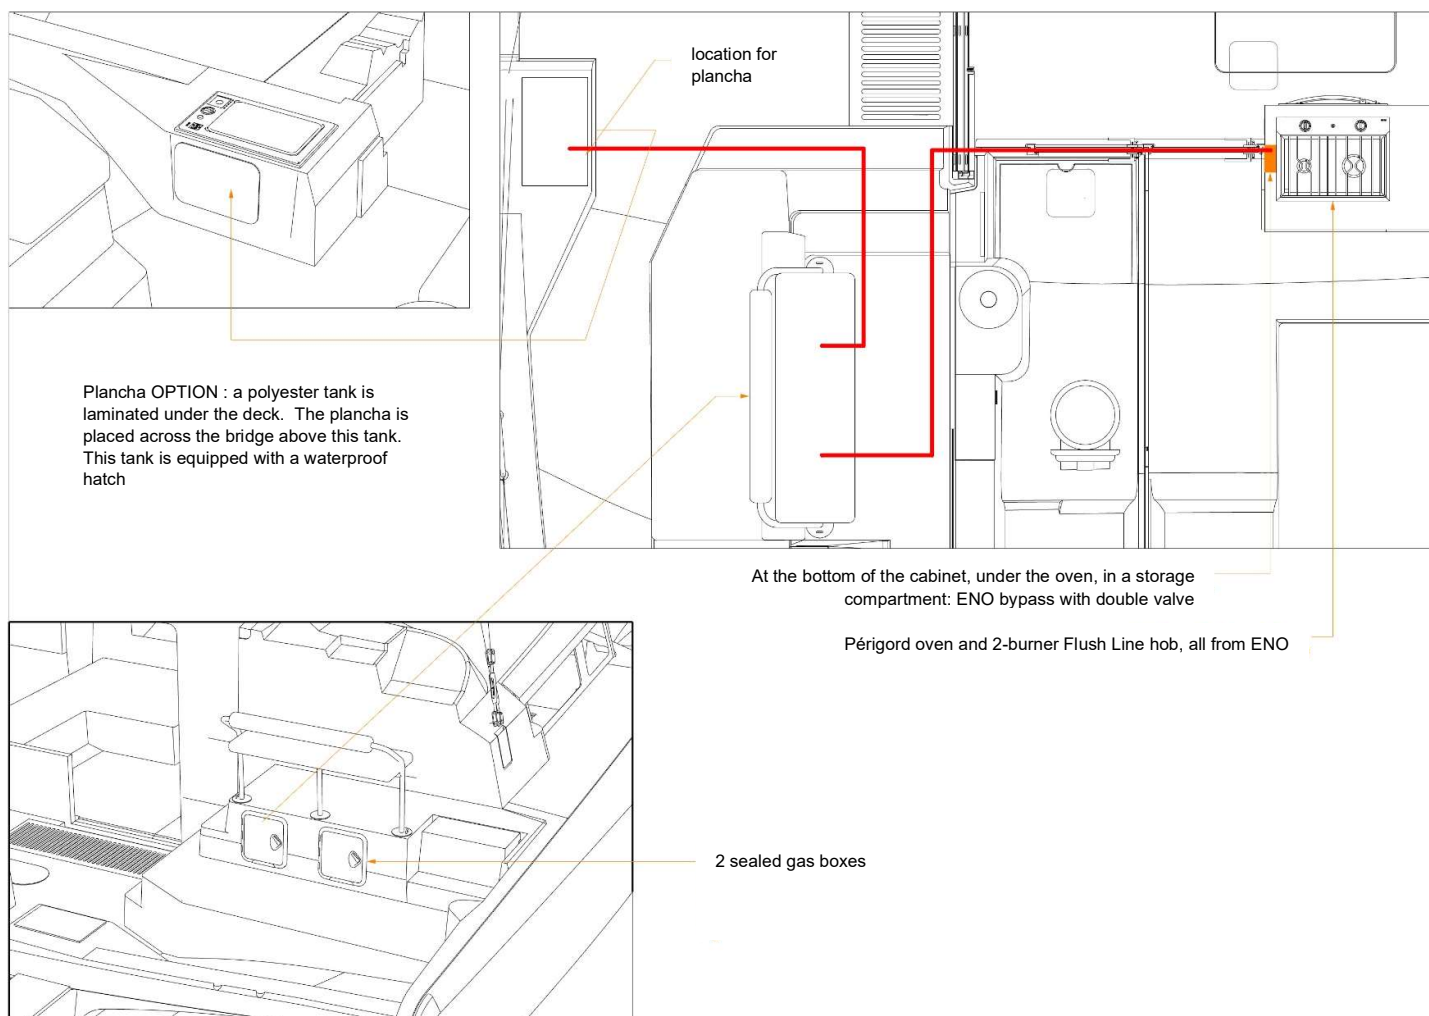 location for
plancha
Plancha OPTION : a polyester tank is
laminated under the deck. The plancha is
placed across the bridge above this tank.
This tank is equipped with a waterproof
hatch
At the bottom of the cabinet, under the oven, in a storage
compartment: ENO bypass with double valve
Périgord oven and 2-burner Flush Line hob, all from ENO
2 sealed gas boxes